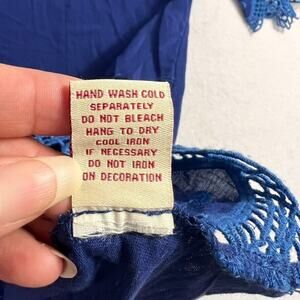 HAND WASH COLD
SEPARATELY
DO NOT BLEACH
HANG TO DRY
COOL IRON
IF NECESSARY
DO NOT IRON
ON DECORATION